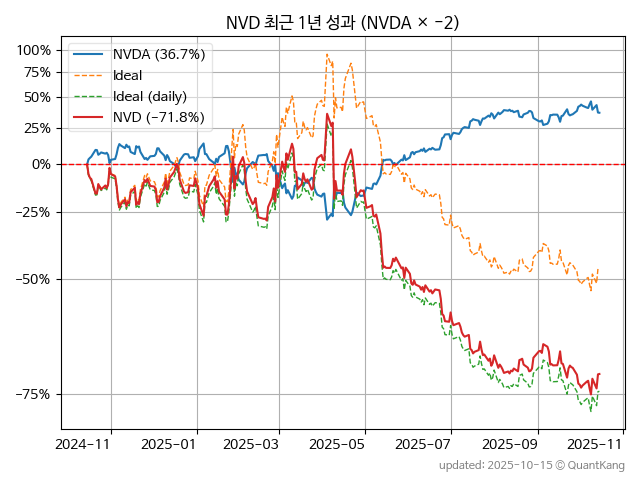 NVD 최근 1년 성과 (NVDA × −2)
NVDA (36.7%)
Ideal
Ideal (daily)
NVD (−71.8%)
100%
75%
50%
25%
0%
−25%
−50%
−75%
2024-11
2025-01
2025-03
2025-05
2025-07
2025-09
2025-11
updated: 2025-10-15 © QuantKang